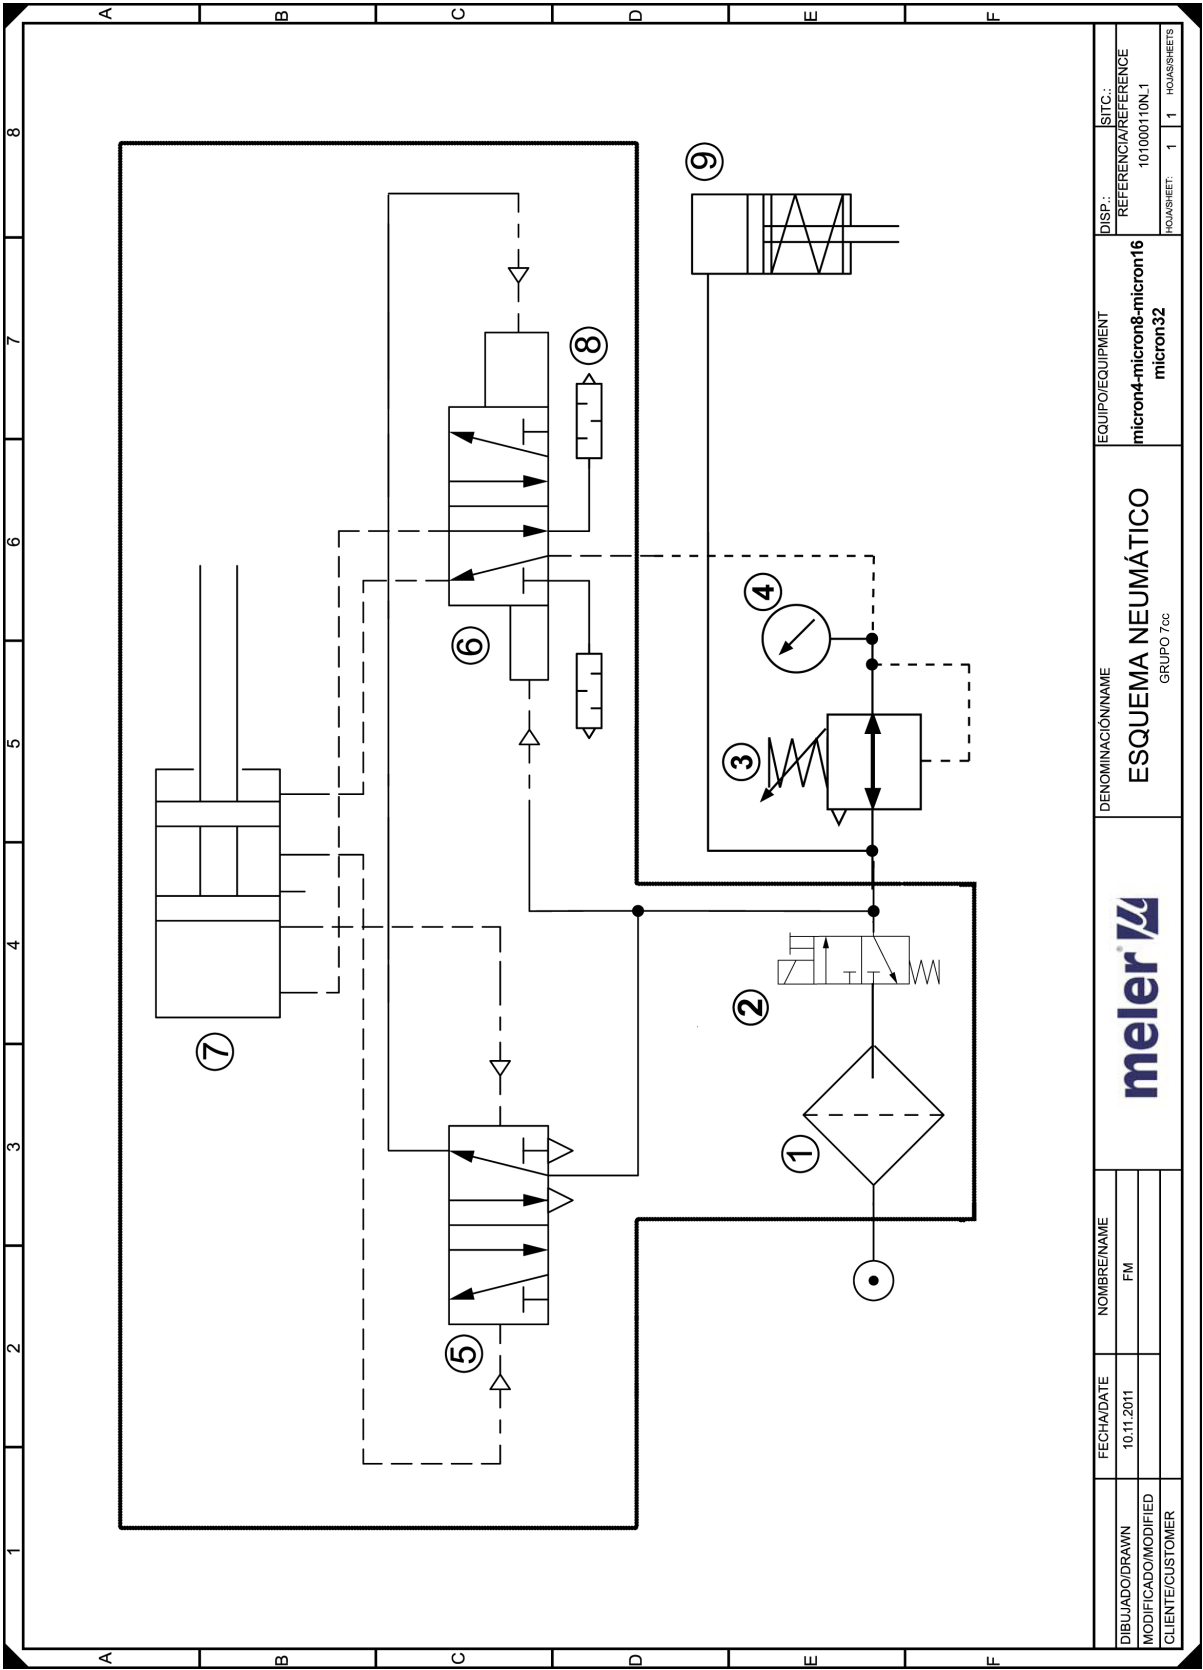 1 2 3 4 5 6 7 8
A
B
C
D
E
F
A
B
C
D
E
F
7
5
6
8
9
2
3
4
1
DIBUJADO/DRAWN
MODIFICADO/MODIFIED
CLIENTE/CUSTOMER
FECHA/DATE
10.11.2011
NOMBRE/NAME
FM
meler µ
DENOMINACIÓN/NAME
ESQUEMA NEUMÁTICO
GRUPO 7cc
EQUIPO/EQUIPMENT
micron4-micron8-micron16
micron32
DISP.: SITC.:
REFERENCIA/REFERENCE
101000110N_1
HOJA/SHEET: 1 1 HOJAS/SHEETS